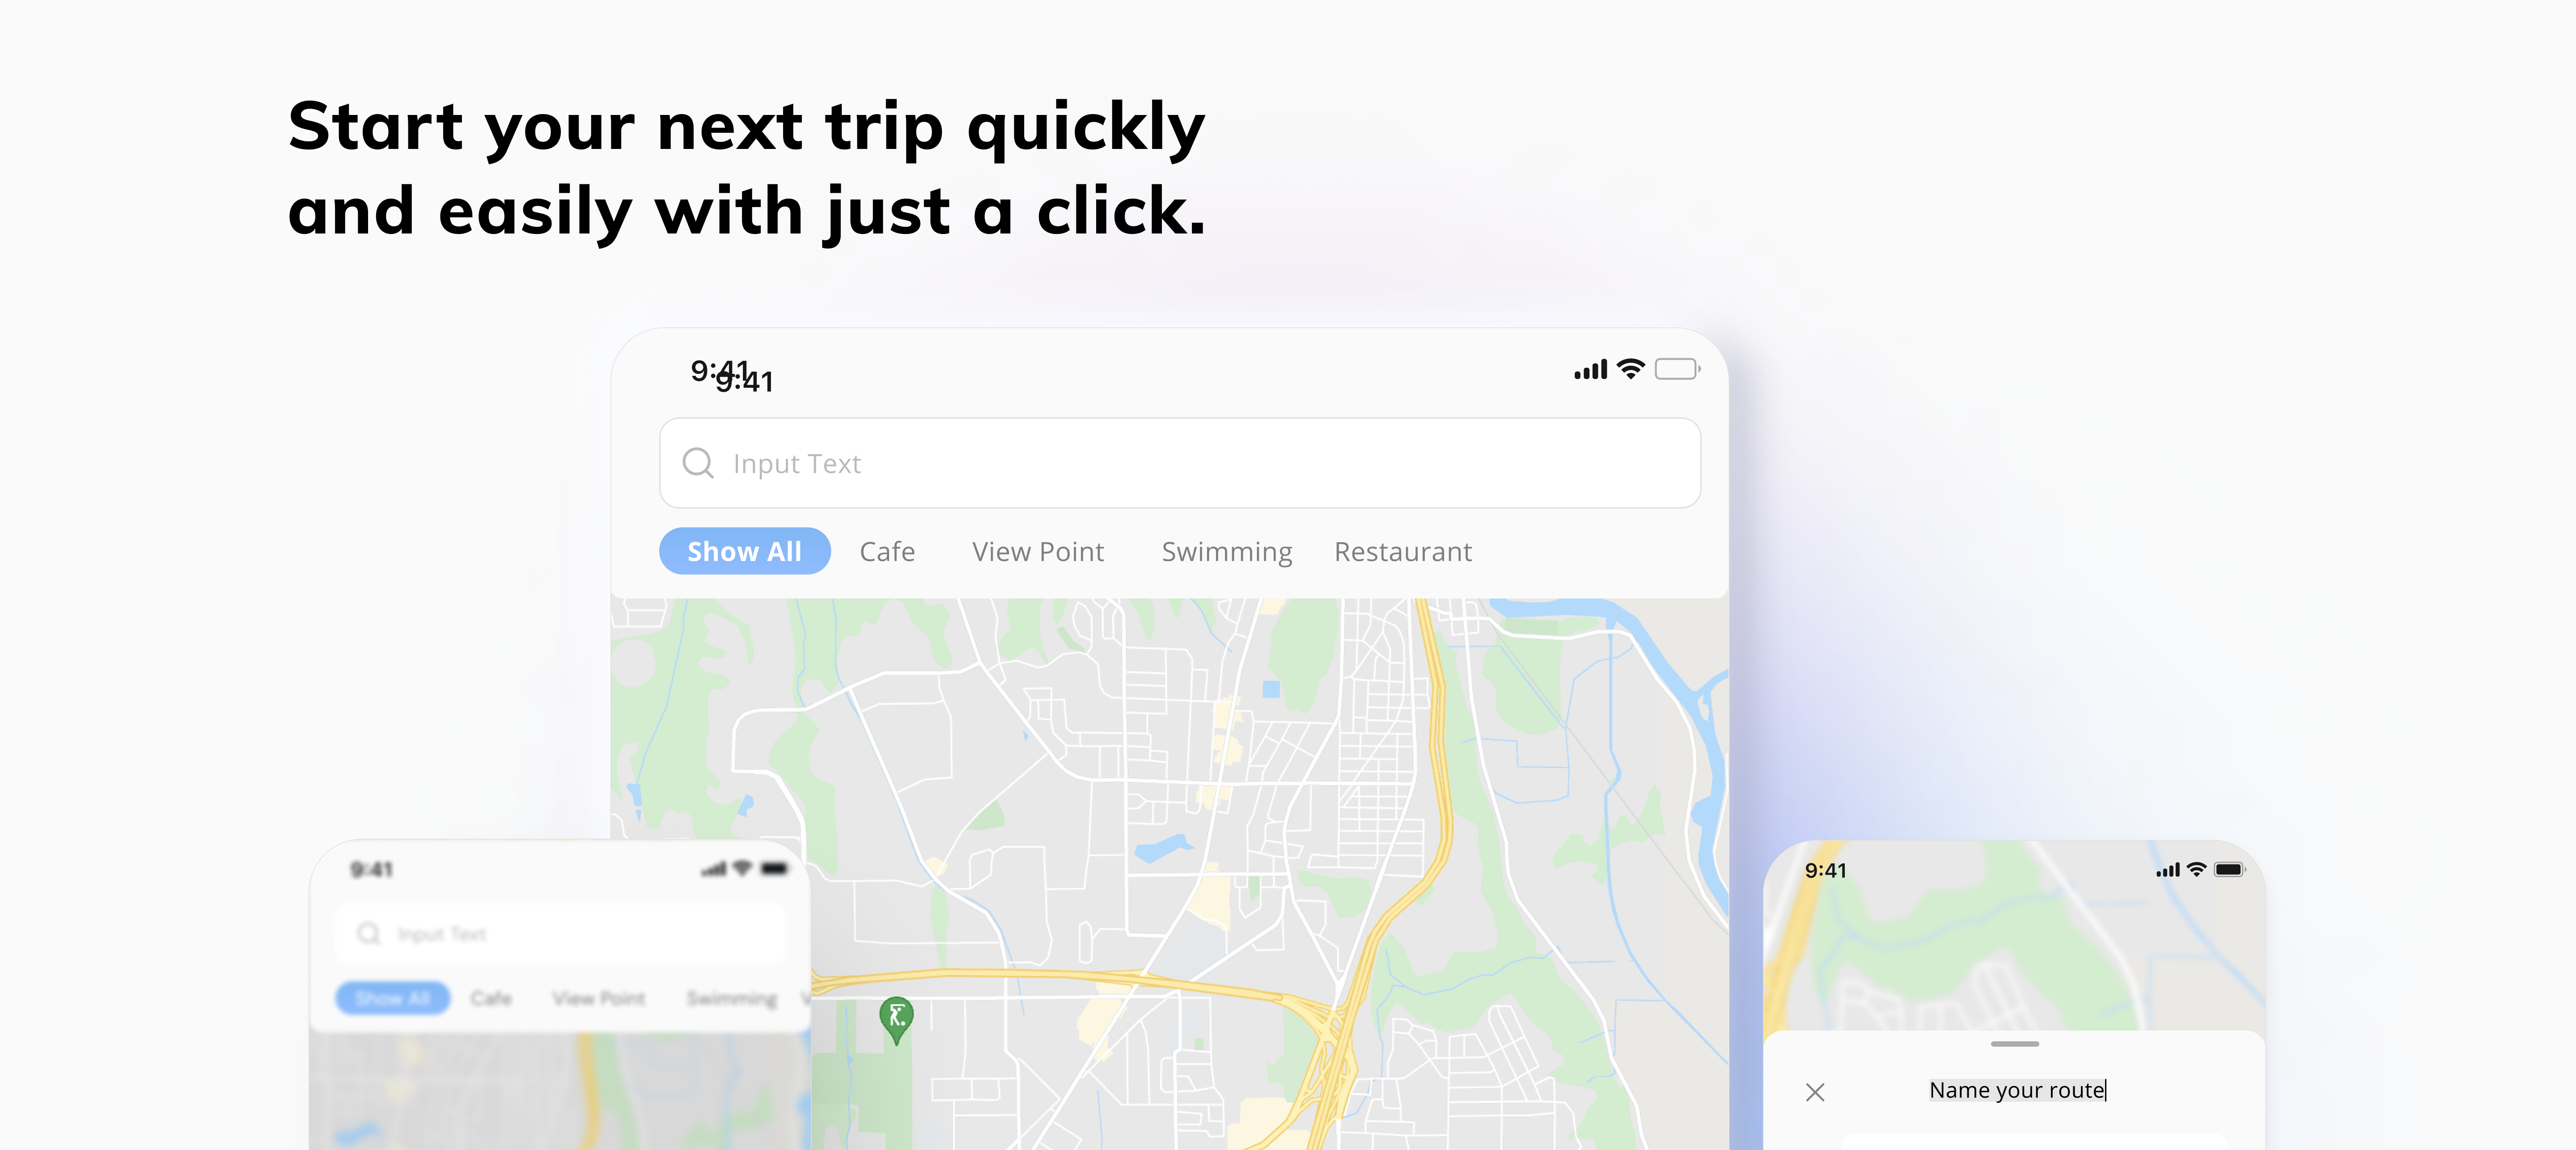 Start your next trip quickly
and easily with just a click.
9:41
9:41
Input Text
Show All Cafe View Point Swimming Restaurant
9:41
Input Text
Show All Cafe View Point Swimming V
9:41
Name your route